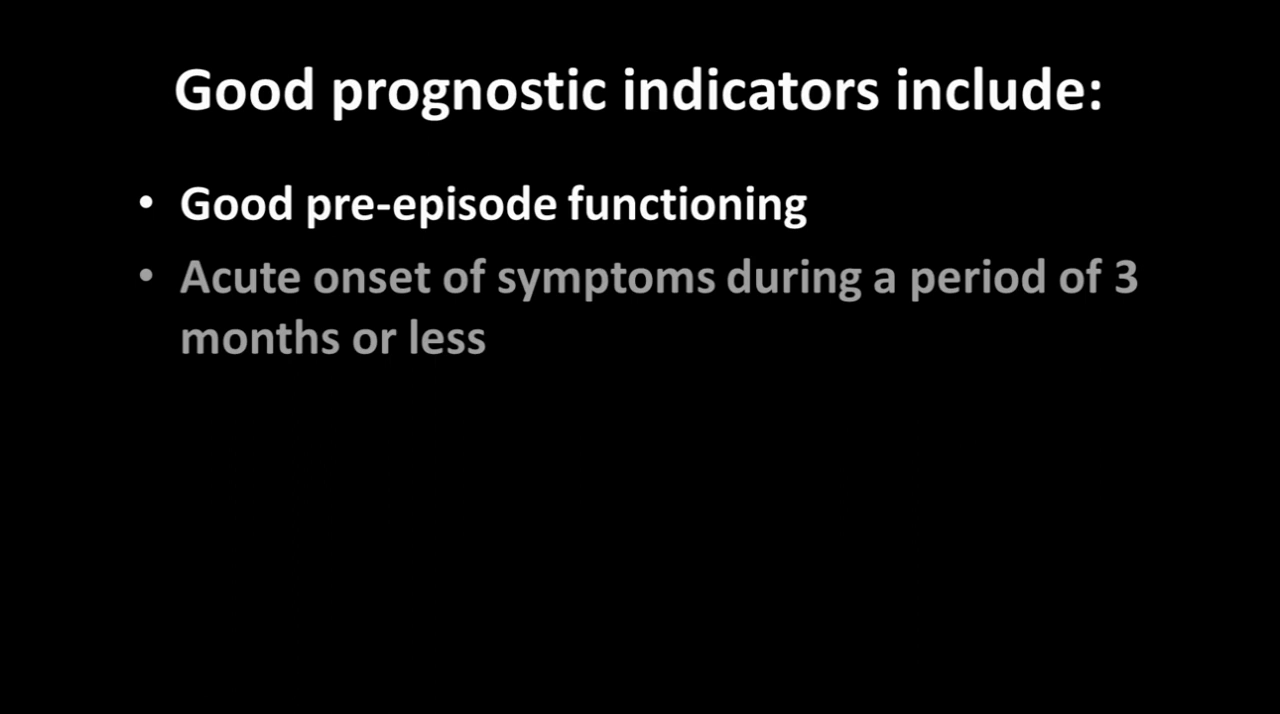 Good prognostic indicators include:
• Good pre-episode functioning
• Acute onset of symptoms during a period of 3
months or less